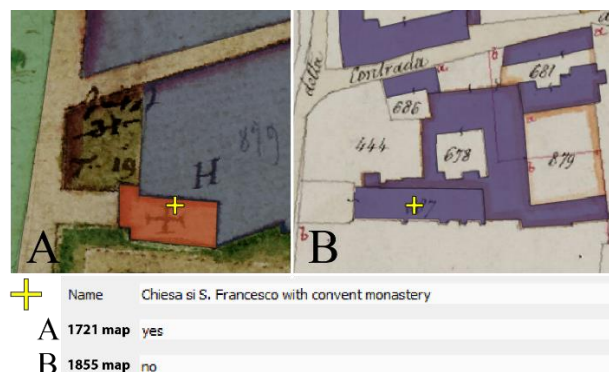 H
879
A
della Contrada
a
b
a
681
686
444
678
a
879
b
b
B
Name Chiesa si S. Francesco with convent monastery
A 1721 map yes
B 1855 map no